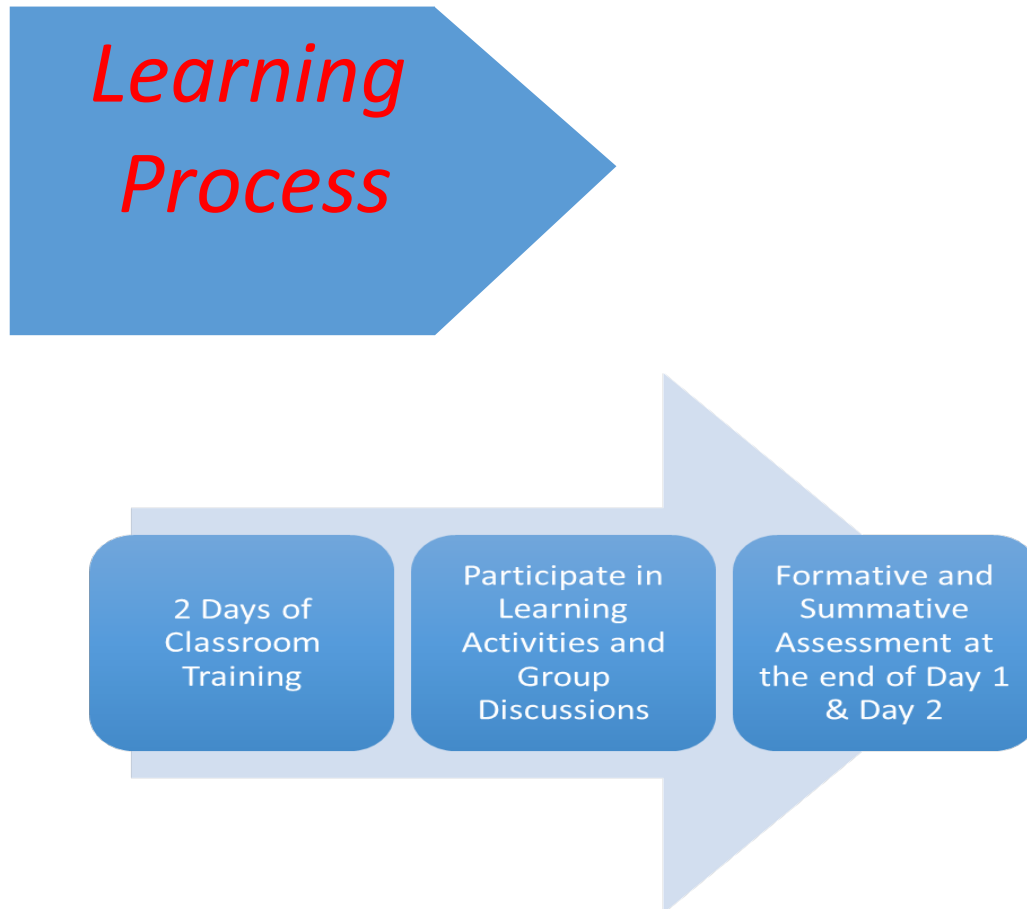 Learning
Process
2 Days of
Classroom
Training
Participate in
Learning
Activities and
Group
Discussions
Formative and
Summative
Assessment at
the end of Day 1
& Day 2